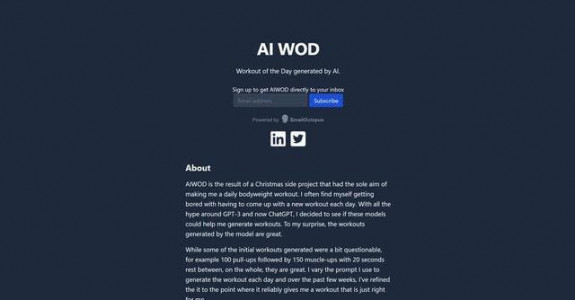 AI WOD
Workout of the Day generated by AI.
Sign up to get AIWOD directly to your inbox
Email address
Subscribe
Powered by EmailOctopus
About
AIWOD is the result of a Christmas side project that had the sole aim of
making me a daily bodyweight workout. I often find myself getting
bored with having to come up with a new workout each day. With all the
hype around GPT-3 and now ChatGPT, I decided to see if these models
could help me generate workouts. To my surprise, the workouts
generated by the model are great.
While some of the initial workouts generated were a bit questionable,
for example 100 pull-ups followed by 150 muscle-ups with 20 seconds
rest between, on the whole, they are great. I vary the prompt I use to
generate the workout each day and over the past few weeks, I've refined
the it to the point where it reliably gives me a workout that is just right
for me